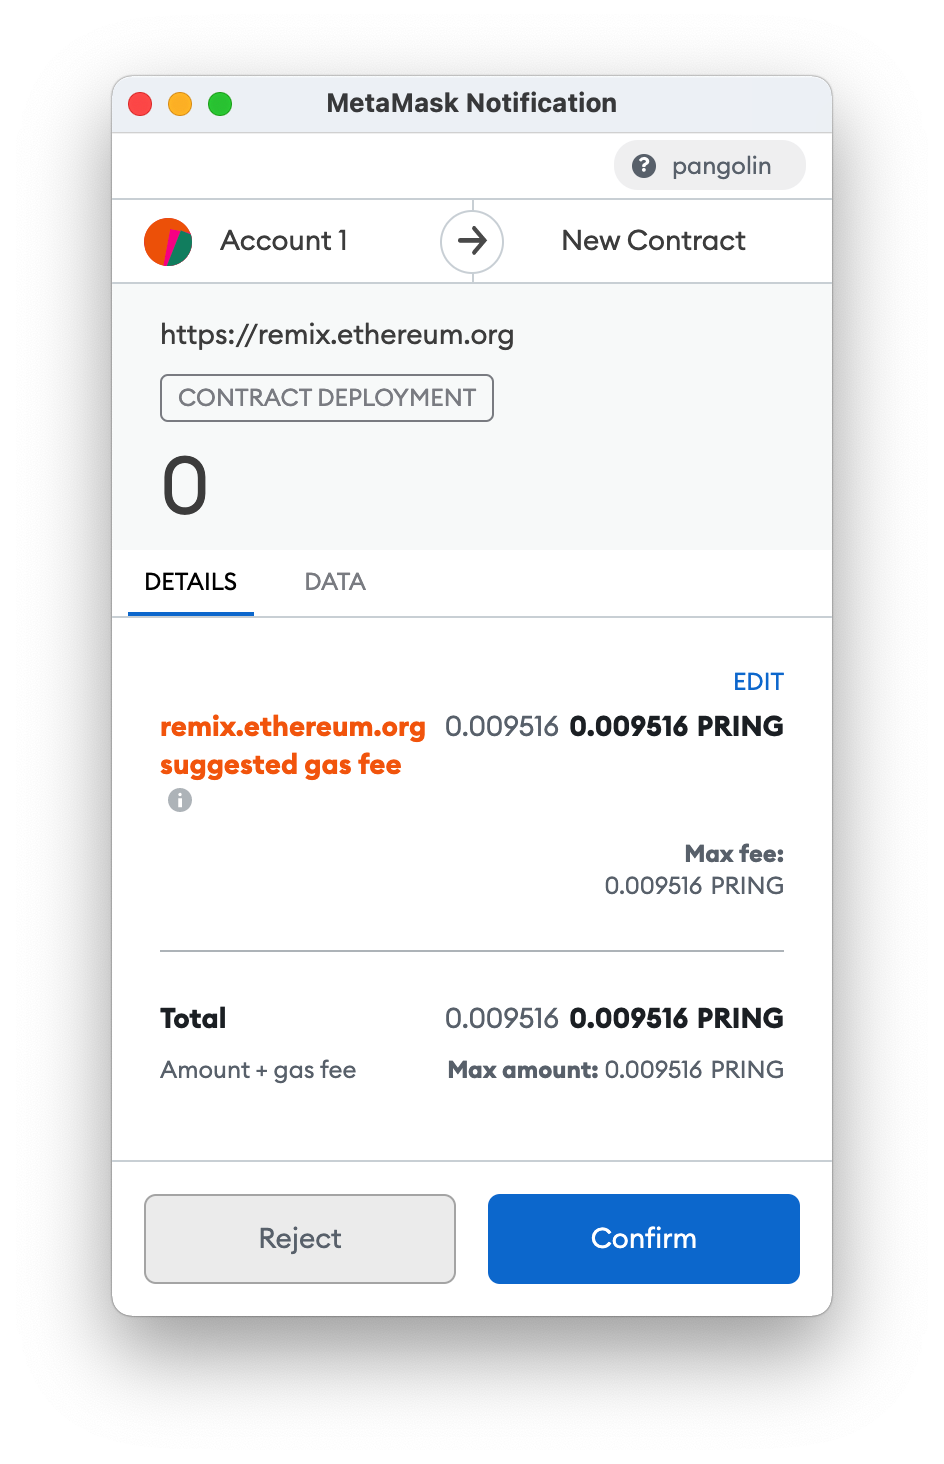 MetaMask Notification
? pangolin
Account 1 New Contract
https://remix.ethereum.org
CONTRACT DEPLOYMENT
0
DETAILS DATA
EDIT
remix.ethereum.org 0.009516 0.009516 PRING
suggested gas fee
i
Max fee:
0.009516 PRING
Total 0.009516 0.009516 PRING
Amount + gas fee Max amount: 0.009516 PRING
Reject Confirm